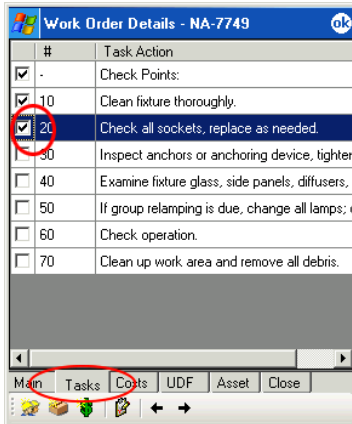 Work Order Details - NA-7749 ok
# Task Action
- Check Points:
10 Clean fixture thoroughly.
20 Check all sockets, replace as needed.
30 Inspect anchors or anchoring device, tighter
40 Examine fixture glass, side panels, diffusers,
50 If group relamping is due, change all lamps;
60 Check operation.
70 Clean up work area and remove all debris.
Main Tasks Costs UDF Asset Close